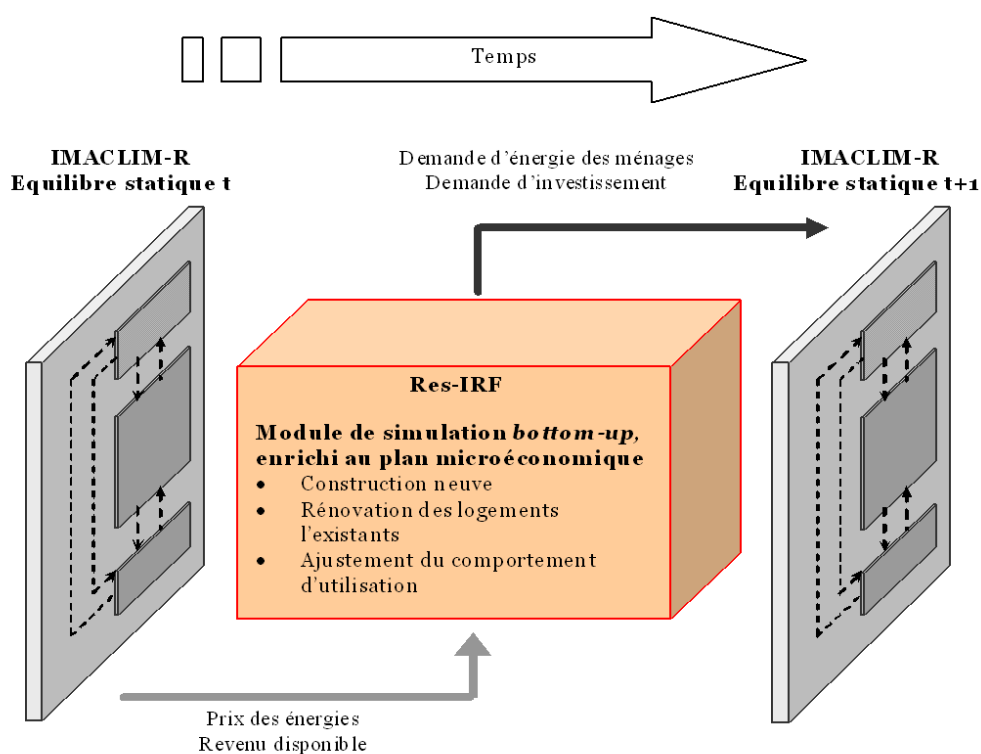 Temps
IMACLIM-R
Equilibre statique t
Demande d'énergie des ménages
Demande d'investissement
IMACLIM-R
Equilibre statique t+1
Res-IRF
Module de simulation bottom-up,
enrichi au plan microéconomique
• Construction neuve
• Rénovation des logements
l'existants
• Ajustement du comportement
d'utilisation
Prix des énergies
Revenu disponible